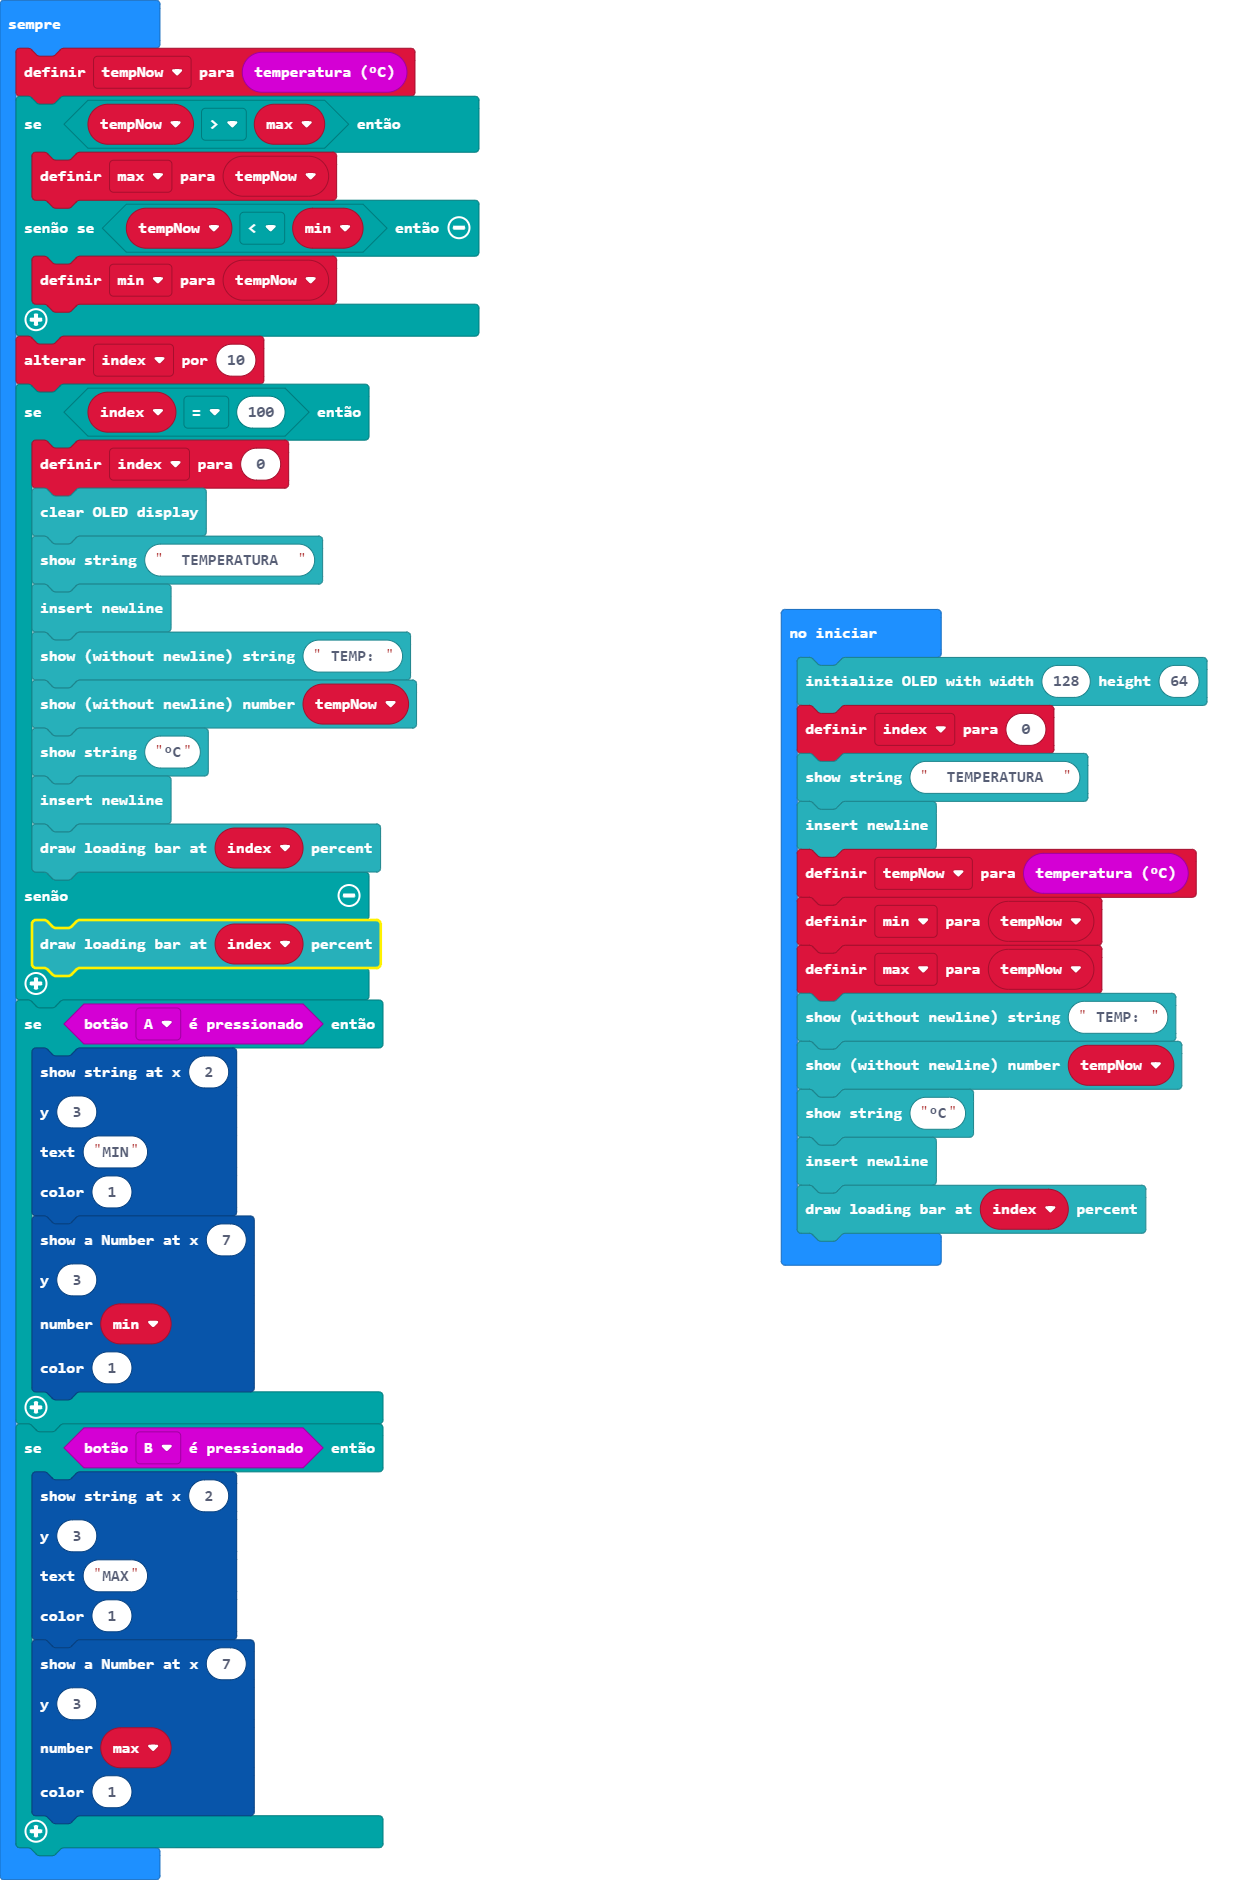 sempre
definir tempNow para temperatura (ºC)
se tempNow > max então
definir max para tempNow
senão se tempNow < min então
definir min para tempNow
alterar index por 10
se index = 100 então
definir index para 0
clear OLED display
show string "  TEMPERATURA  "
insert newline
show (without newline) string " TEMP: "
show (without newline) number tempNow
show string "ºC"
insert newline
draw loading bar at index percent
senão
draw loading bar at index percent
se botão A é pressionado então
show string at x 2
y 3
text "MIN"
color 1
show a Number at x 7
y 3
number min
color 1
se botão B é pressionado então
show string at x 2
y 3
text "MAX"
color 1
show a Number at x 7
y 3
number max
color 1
no iniciar
initialize OLED with width 128 height 64
definir index para 0
show string "  TEMPERATURA  "
insert newline
definir tempNow para temperatura (ºC)
definir min para tempNow
definir max para tempNow
show (without newline) string " TEMP: "
show (without newline) number tempNow
show string "ºC"
insert newline
draw loading bar at index percent